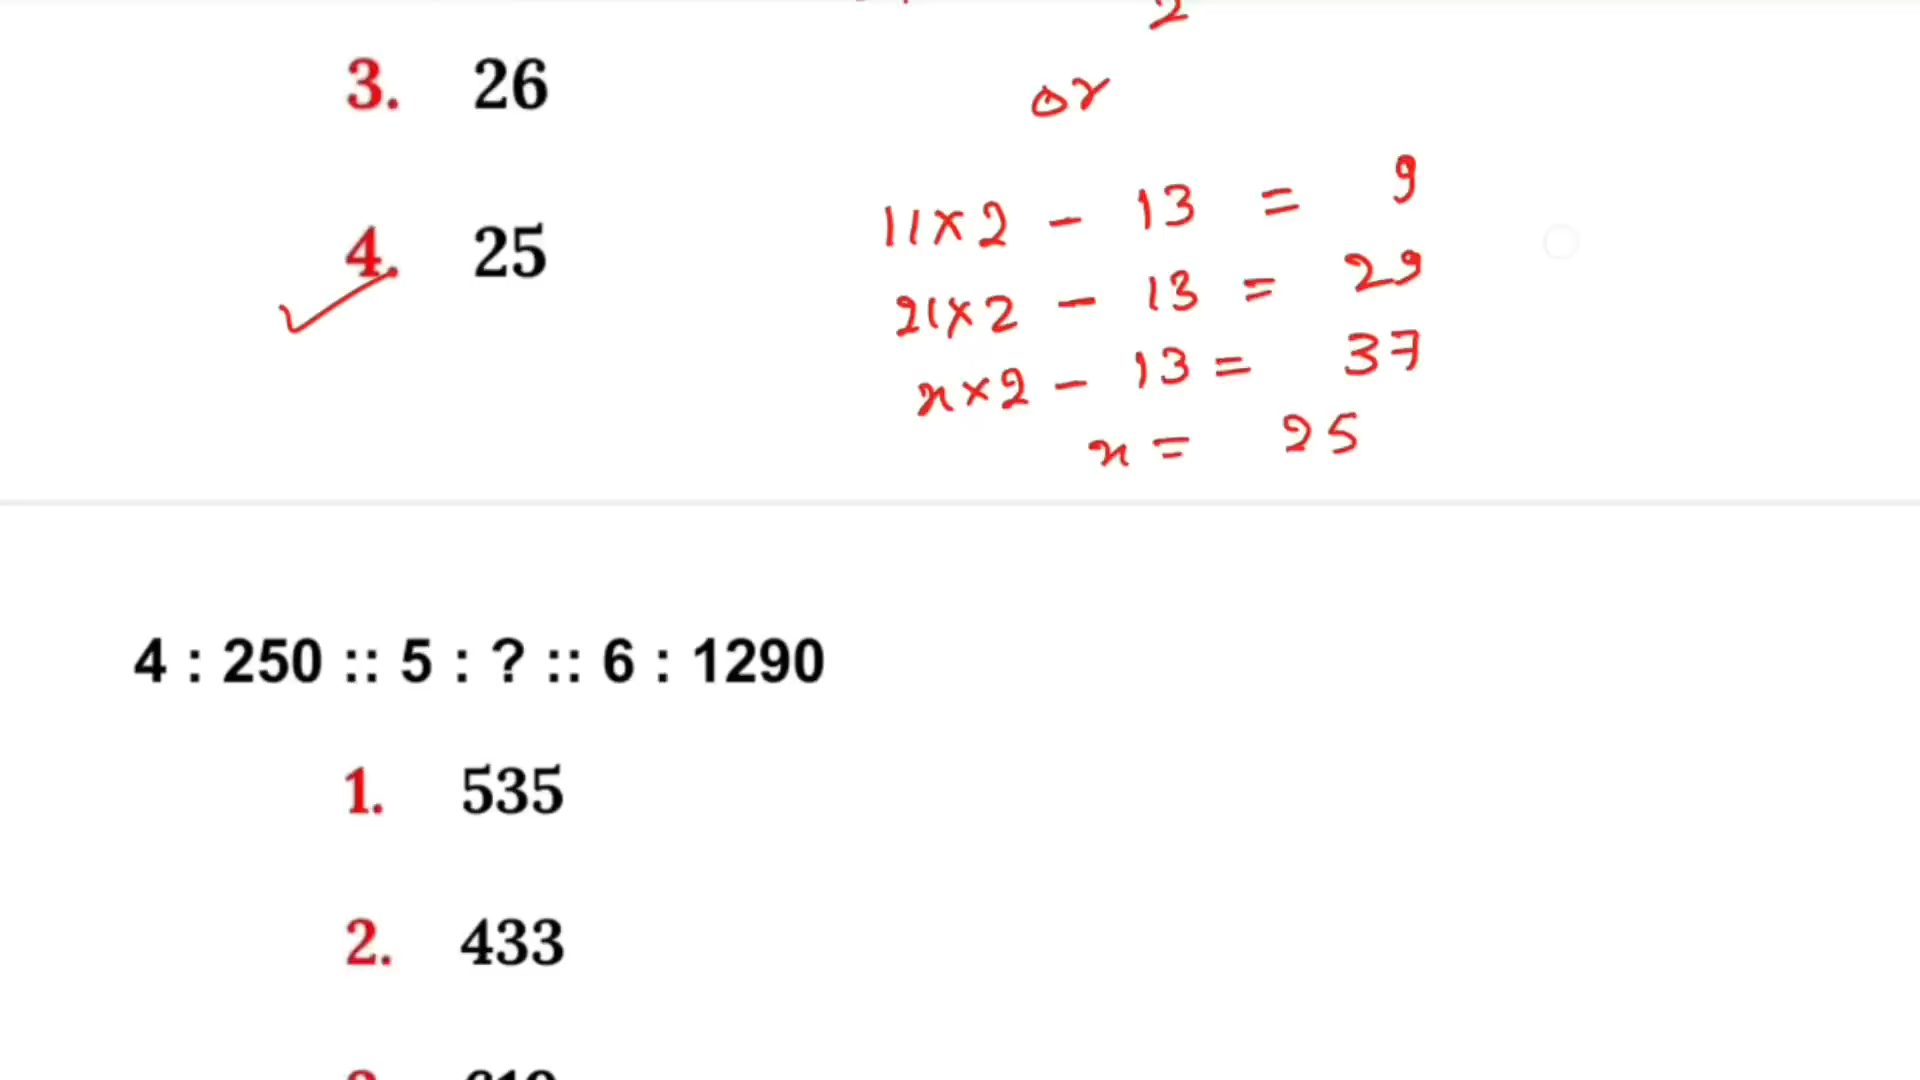 2
3. 26
or
11×2 - 13 = 9
4. 25
21×2 - 13 = 29
x×2 - 13 = 37
x = 25
4 : 250 :: 5 : ? :: 6 : 1290
1. 535
2. 433